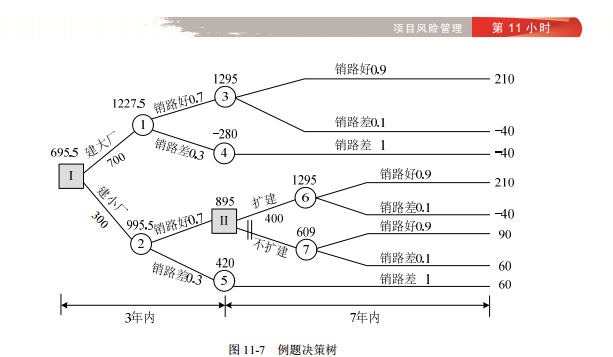 项目风险管理 第 11 小时
1295 销路好0.9 210
1227.5 销路好0.7 3
建大厂 1 销路差0.1 -40
695.5 700 销路差0.3 -280 4 销路差 1 -40
I
建小厂 300
995.5 销路好0.7 895 II 扩建 400 1295 6 销路好0.9 210
2 销路差0.1 -40
不扩建 609 7 销路好0.9 90
销路差0.3 420 5 销路差0.1 60
销路差 1 60
3年内 7年内
图 11-7 例题决策树